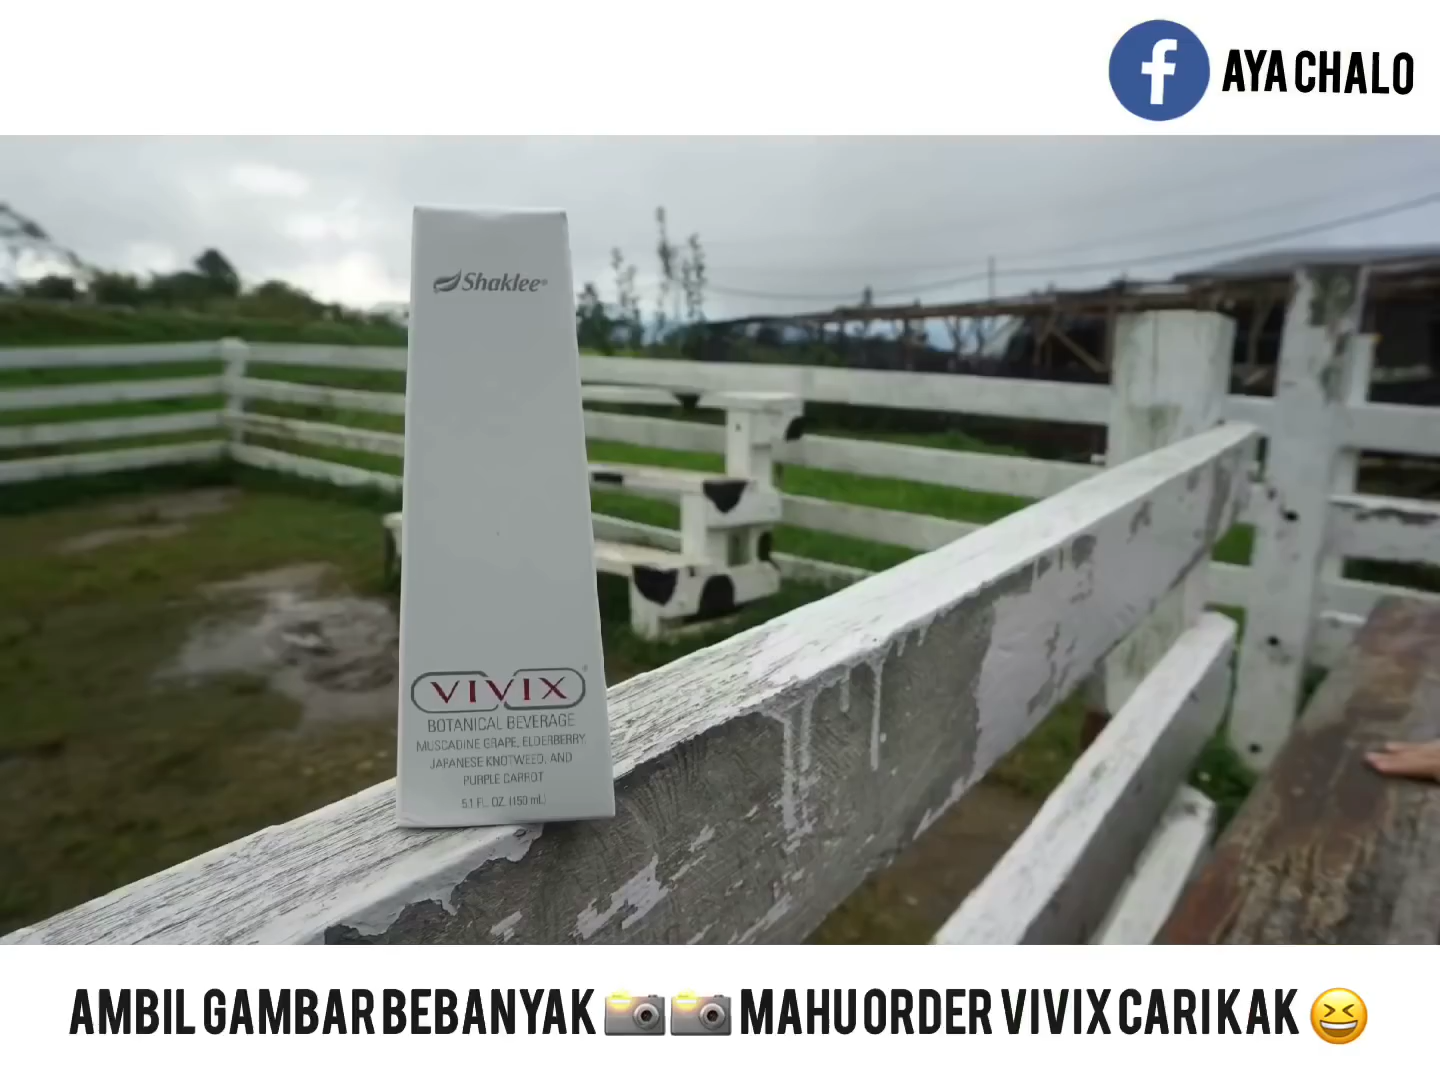 AYA CHALO
Shaklee®
VIVIX®
BOTANICAL BEVERAGE
MUSCADINE GRAPE, ELDERBERRY,
JAPANESE KNOTWEED, AND
PURPLE CARROT
5.1 FL. OZ. (150 mL)
AMBIL GAMBAR BEBANYAK 📸📸 MAHU ORDER VIVIX CARI KAK 😆